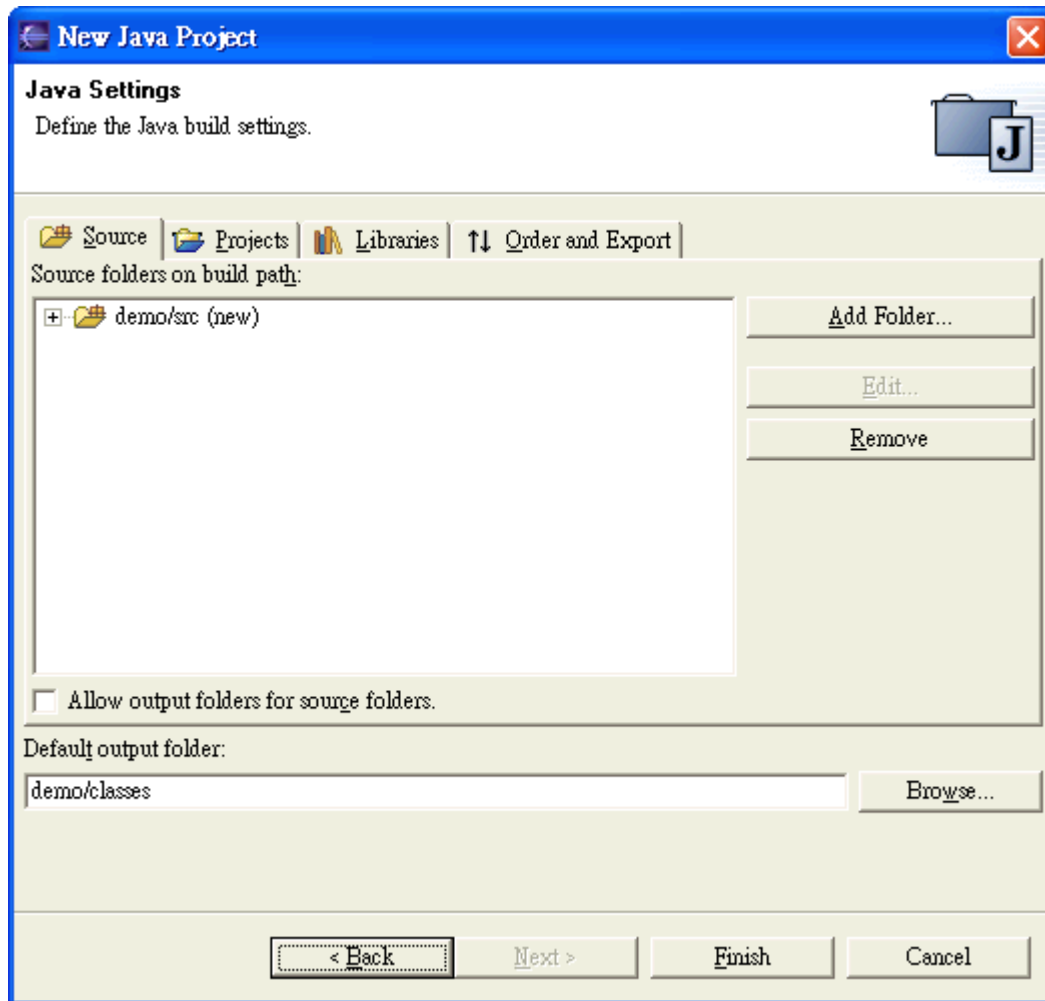 New Java Project
Java Settings
Define the Java build settings.
J
Source Projects Libraries Order and Export
Source folders on build path:
demo/src (new)
Add Folder...
Edit...
Remove
Allow output folders for source folders.
Default output folder:
demo/classes
Browse...
< Back Next > Finish Cancel